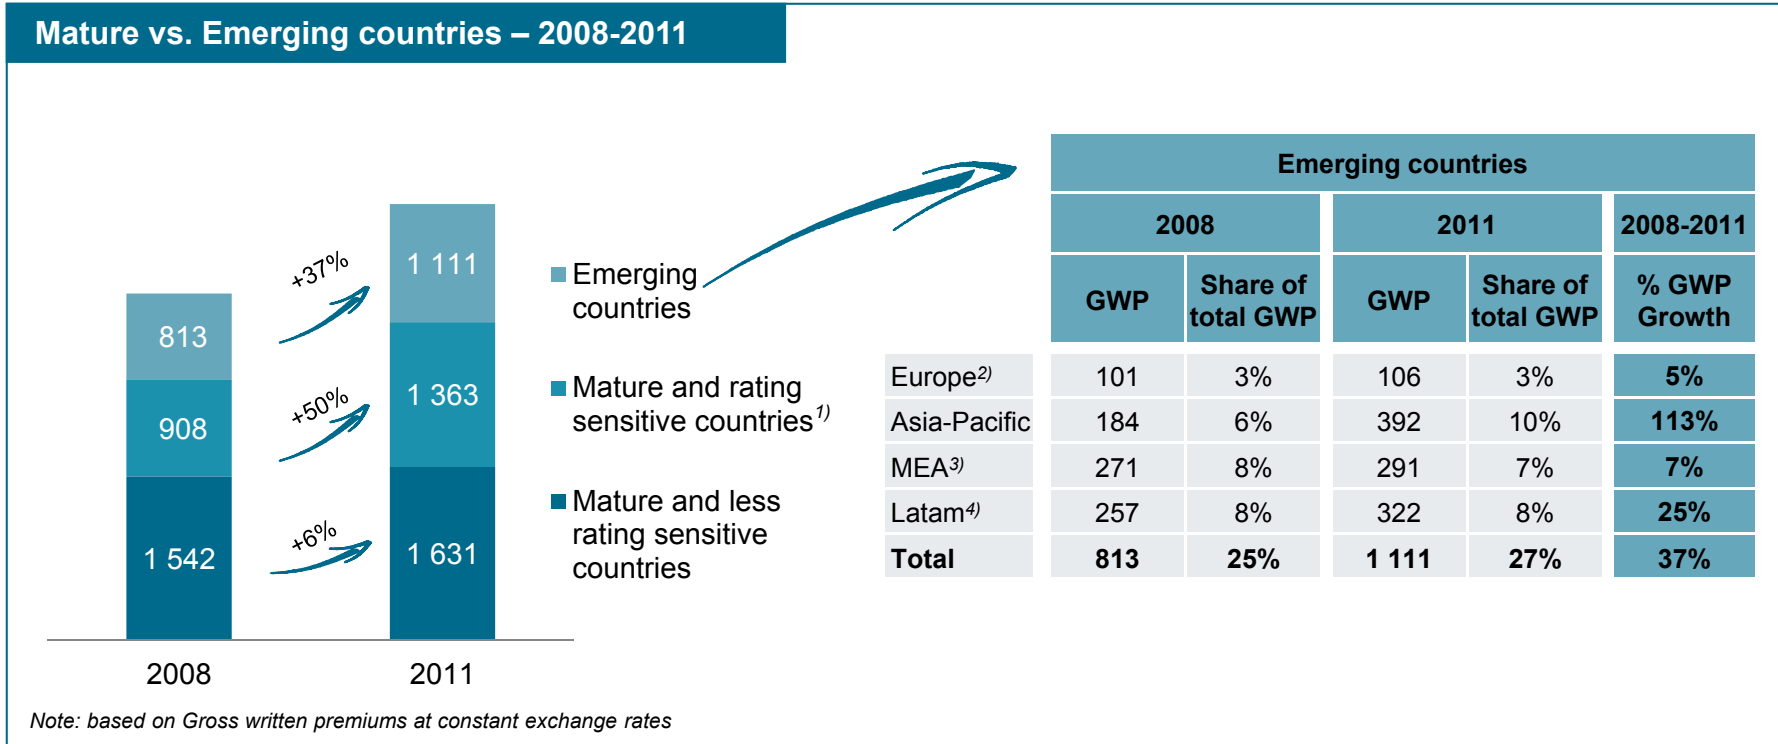 Mature vs. Emerging countries – 2008-2011
+37%
+50%
+6%
813
908
1 542
1 111
1 363
1 631
2008 2011
Emerging
countries
Mature and rating
sensitive countries1)
Mature and less
rating sensitive
countries
Emerging countries
2008 2011 2008-2011
GWP Share of total GWP GWP Share of total GWP % GWP Growth
Europe2) 101 3% 106 3% 5%
Asia-Pacific 184 6% 392 10% 113%
MEA3) 271 8% 291 7% 7%
Latam4) 257 8% 322 8% 25%
Total 813 25% 1 111 27% 37%
Note: based on Gross written premiums at constant exchange rates